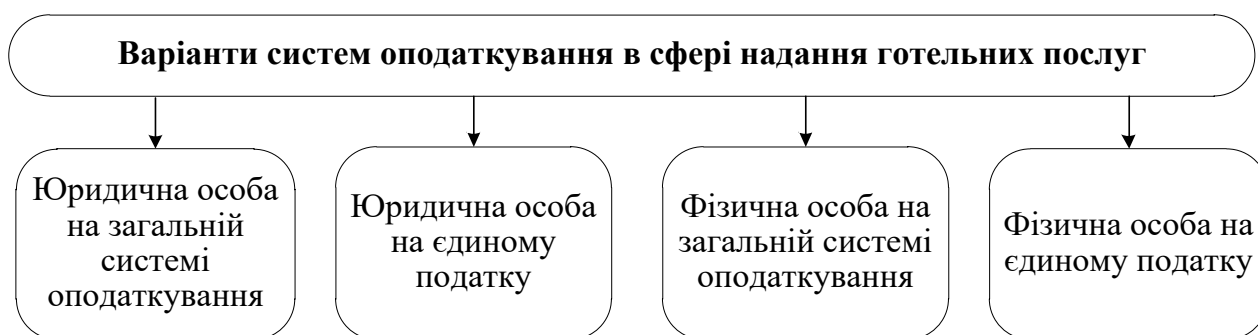 Варіанти систем оподаткування в сфері надання готельних послуг
Юридична особа
на загальній
системі
оподаткування
Юридична особа
на єдиному
податку
Фізична особа на
загальній системі
оподаткування
Фізична особа на
єдиному податку